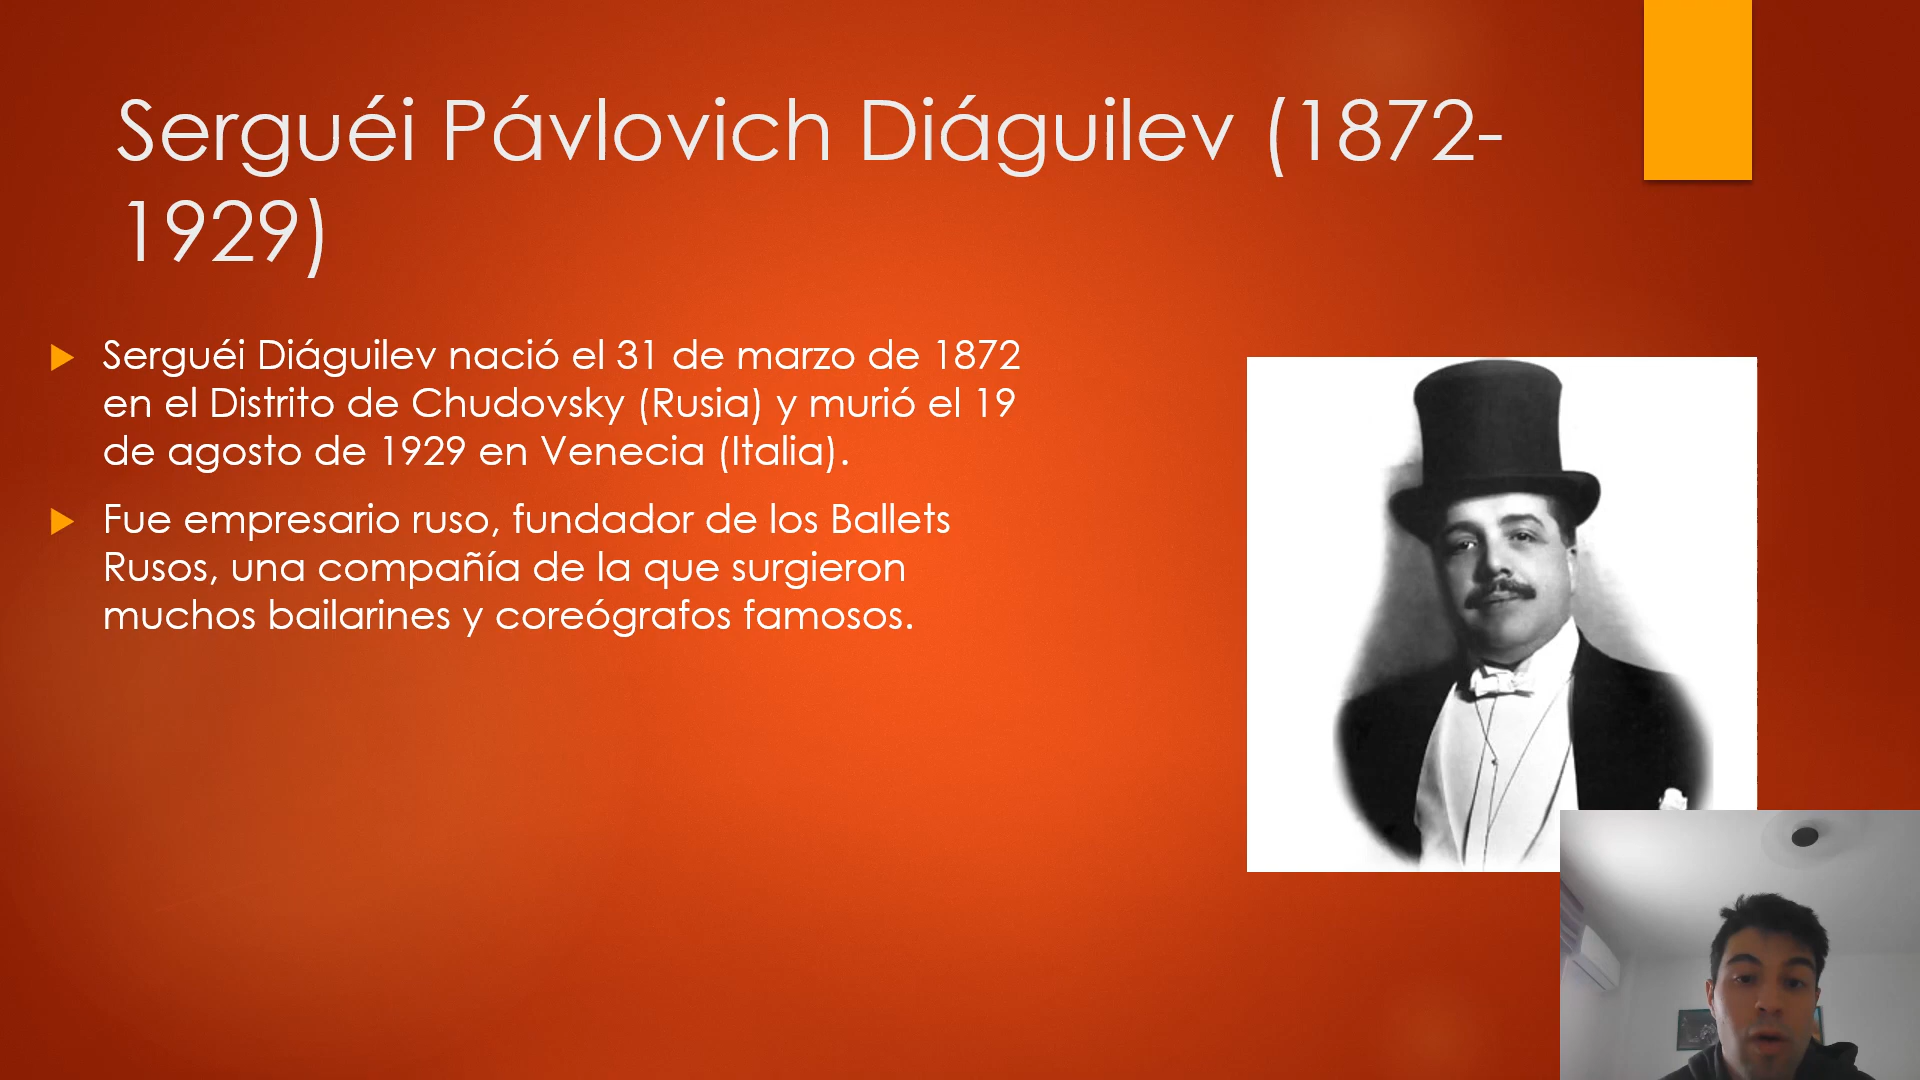 Serguéi Pávlovich Diáguilev (1872-
1929)
Serguéi Diáguilev nació el 31 de marzo de 1872
en el Distrito de Chudovsky (Rusia) y murió el 19
de agosto de 1929 en Venecia (Italia).
Fue empresario ruso, fundador de los Ballets
Rusos, una compañía de la que surgieron
muchos bailarines y coreógrafos famosos.